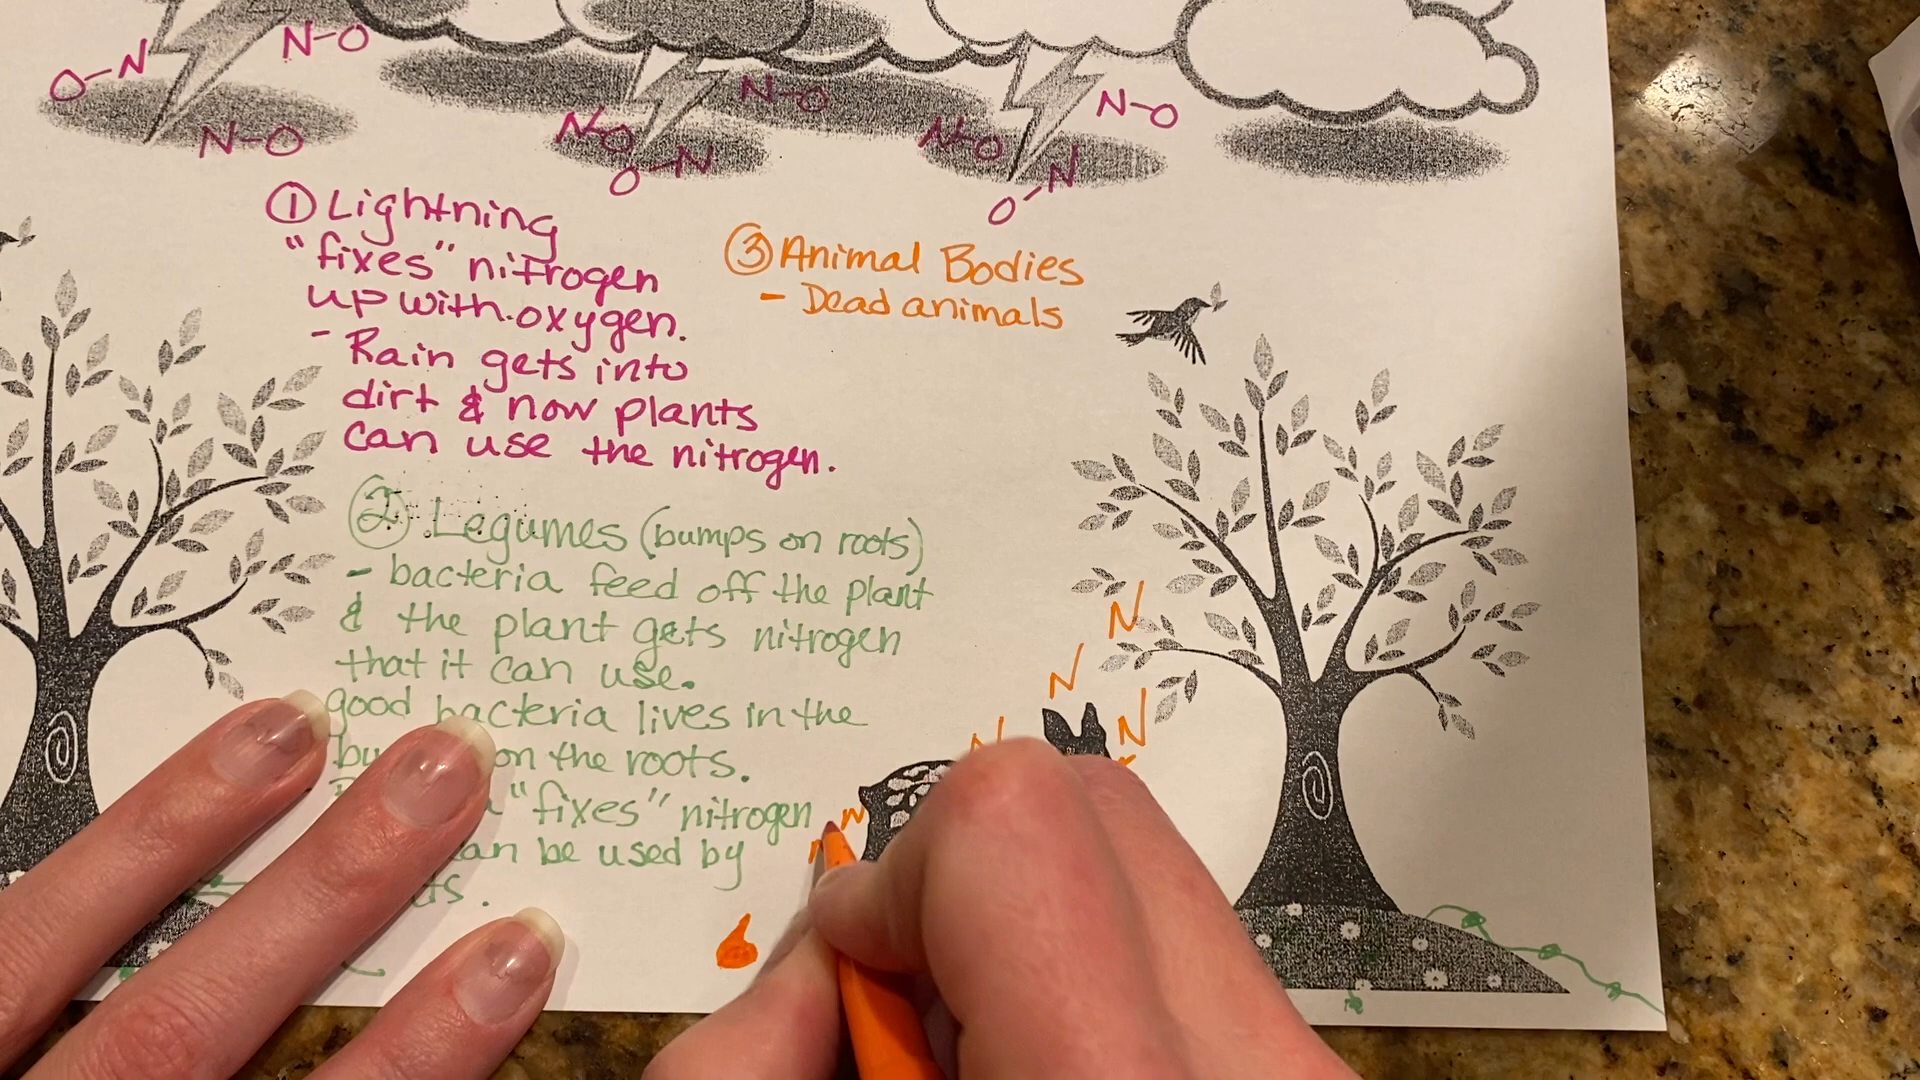 O-N
N-O
N-O
N-O
N-O
O-N
N-O
N-O
O-N
① Lightning
"fixes" nitrogen
up with oxygen.
- Rain gets into
dirt & now plants
can use the nitrogen.
② Legumes (bumps on roots)
- bacteria feed off the plant
& the plant gets nitrogen
that it can use.
good bacteria lives in the
on the roots.
"fixes" nitrogen
can be used by
③ Animal Bodies
- Dead animals
N
N
N
N
N